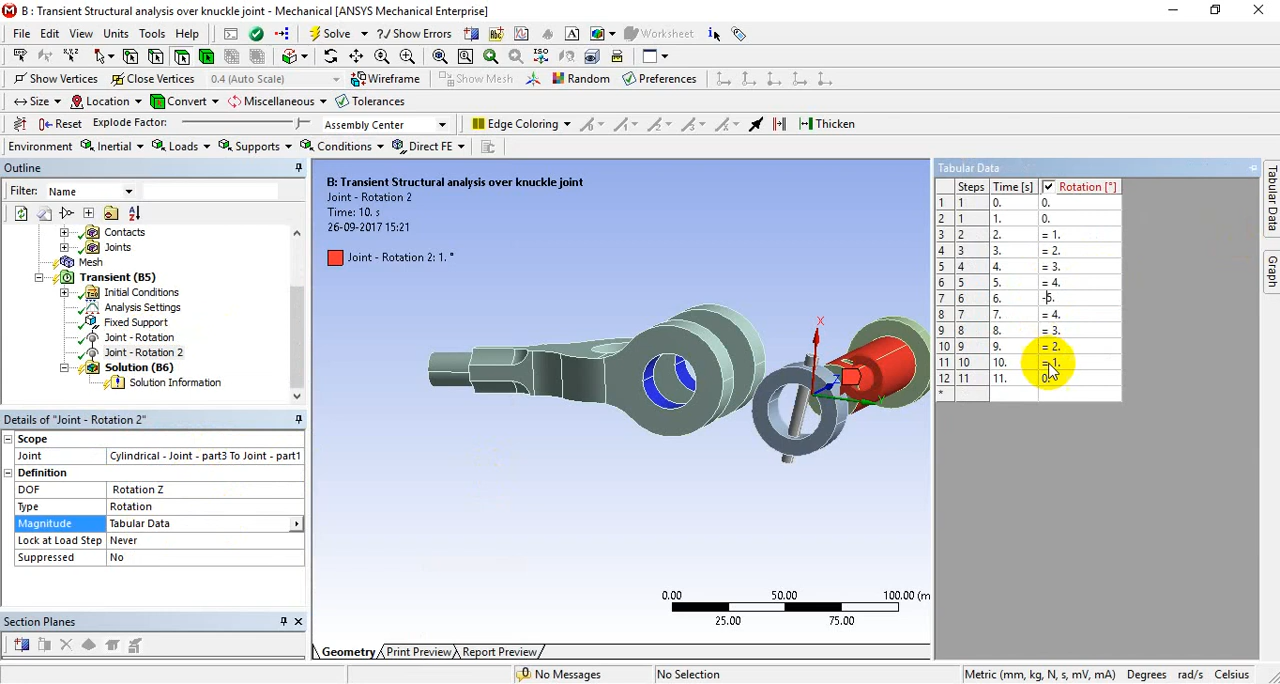 B : Transient Structural analysis over knuckle joint - Mechanical [ANSYS Mechanical Enterprise]
File Edit View Units Tools Help Solve ?/ Show Errors Worksheet
Show Vertices Close Vertices 0.4 (Auto Scale) Wireframe Show Mesh Random Preferences
Size Location Convert Miscellaneous Tolerances
Reset Explode Factor: Assembly Center Edge Coloring Thicken
Environment Inertial Loads Supports Conditions Direct FE
Outline
Filter: Name
Contacts
Joints
Mesh
Transient (B5)
Initial Conditions
Analysis Settings
Fixed Support
Joint - Rotation
Joint - Rotation 2
Solution (B6)
Solution Information
Details of "Joint - Rotation 2"
Scope
Joint Cylindrical - Joint - part3 To Joint - part1
Definition
DOF Rotation Z
Type Rotation
Magnitude Tabular Data
Lock at Load Step Never
Suppressed No
Section Planes
B: Transient Structural analysis over knuckle joint
Joint - Rotation 2
Time: 10. s
26-09-2017 15:21
Joint - Rotation 2: 1. °
X
0.00 50.00 100.00 (m
25.00 75.00
Geometry Print Preview Report Preview
Tabular Data
Steps Time [s] Rotation [°]
1 1 0. 0.
2 1 1. 0.
3 2 2. = 1.
4 3 3. = 2.
5 4 4. = 3.
6 5 5. = 4.
7 6 6. -5.
8 7 7. = 4.
9 8 8. = 3.
10 9 9. = 2.
11 10 10. = 1.
12 11 11. 0.
*
Tabular Data
Graph
No Messages No Selection Metric (mm, kg, N, s, mV, mA) Degrees rad/s Celsius